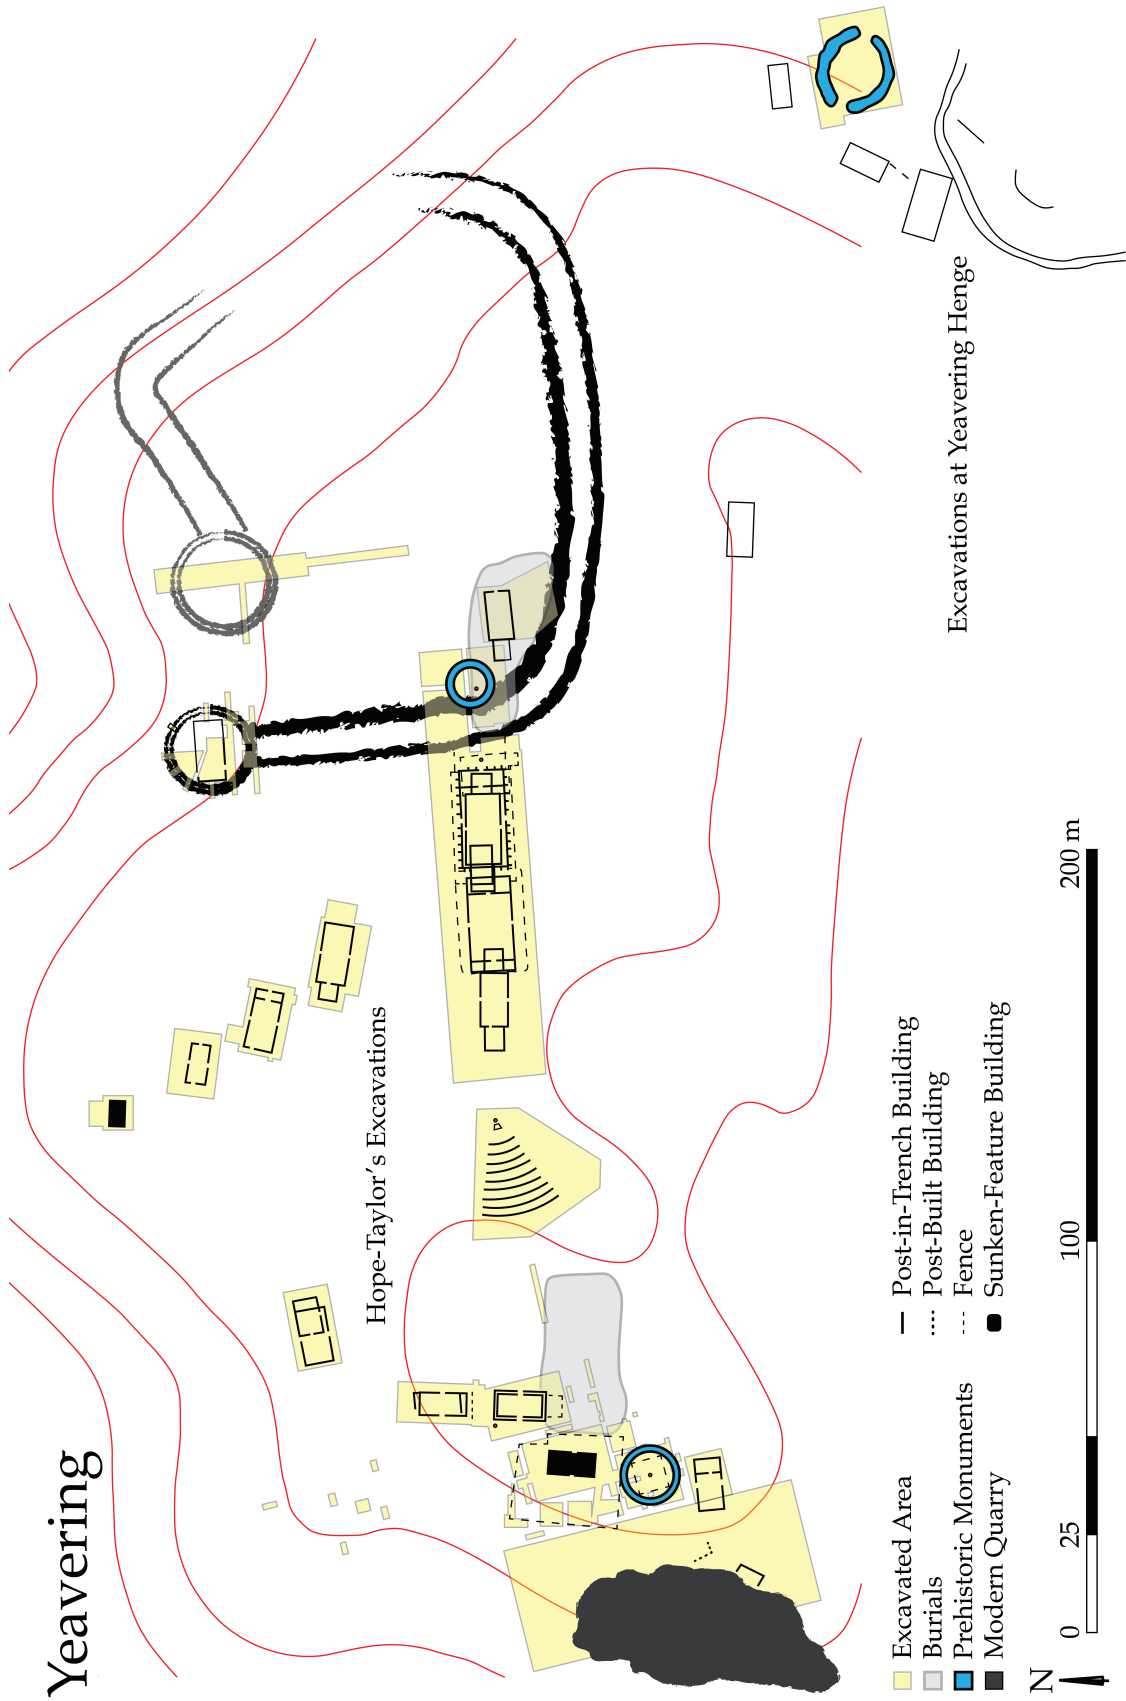 Yeavering
Hope-Taylor's Excavations
Excavations at Yeavering Henge
Excavated Area
Burials
Prehistoric Monuments
Modern Quarry
Post-in-Trench Building
Post-Built Building
Fence
Sunken-Feature Building
N
0 25 100 200 m